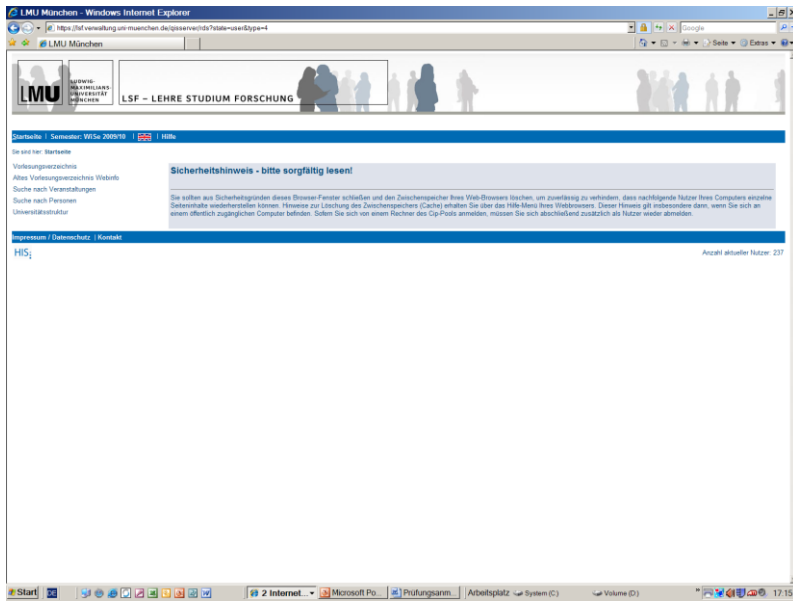 LMU München - Windows Internet Explorer
https://lsf.verwaltung.uni-muenchen.de/qisserver/rds?state=user&type=4
Google
LMU München
Seite
Extras
LMU
LUDWIG-
MAXIMILIANS-
UNIVERSITÄT
MÜNCHEN
LSF – LEHRE STUDIUM FORSCHUNG
Startseite | Semester: WiSe 2009/10 | | Hilfe
Sie sind hier: Startseite
Vorlesungsverzeichnis
Altes Vorlesungsverzeichnis Webinfo
Suche nach Veranstaltungen
Suche nach Personen
Universitätsstruktur
Sicherheitshinweis - bitte sorgfältig lesen!
Sie sollten aus Sicherheitsgründen dieses Browser-Fenster schließen und den Zwischenspeicher Ihres Web-Browsers löschen, um zuverlässig zu verhindern, dass nachfolgende Nutzer Ihres Computers einzelne
Seiteninhalte wiederherstellen können. Hinweise zur Löschung des Zwischenspeichers (Cache) erhalten Sie über das Hilfe-Menü Ihres Webbrowsers. Dieser Hinweis gilt insbesondere dann, wenn Sie sich an
einem öffentlich zugänglichen Computer befinden. Sofern Sie sich von einem Rechner des Cip-Pools anmelden, müssen Sie sich abschließend zusätzlich als Nutzer wieder abmelden.
Impressum / Datenschutz | Kontakt
HIS
Anzahl aktueller Nutzer: 237
Start
2 Internet...
Microsoft Po...
Prüfungsanm...
Arbeitsplatz
System (C:)
Volume (D:)
17:15